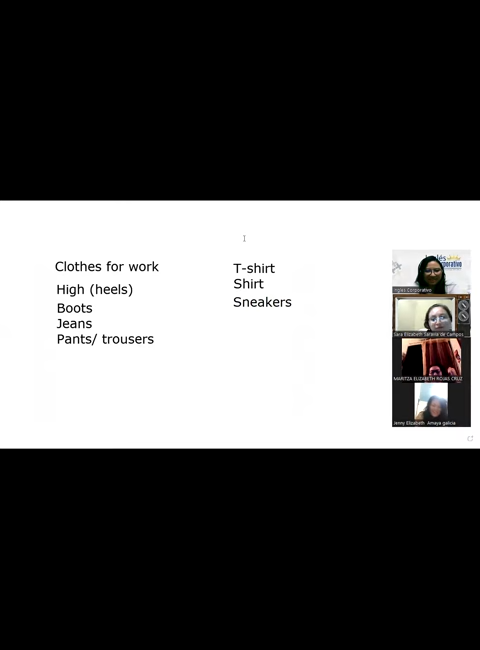 Clothes for work
High (heels)
Boots
Jeans
Pants/ trousers
T-shirt
Shirt
Sneakers
Inglés Corporativo
MARITZA ELIZABETH ROJAS CRUZ
Jenny Elizabeth Amaya galicia